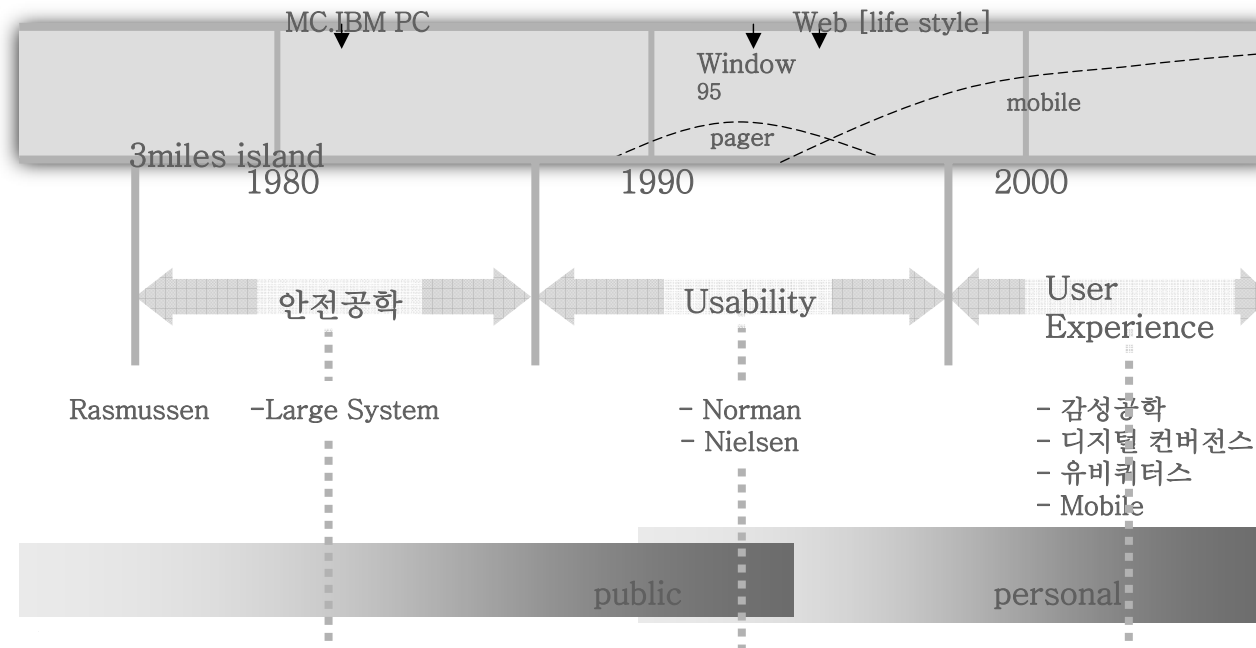 MC.IBM PC
Web [life style]
Window
95
mobile
pager
3miles island
1980
1990
2000
안전공학
Usability
User
Experience
Rasmussen
-Large System
- Norman
- Nielsen
- 감성공학
- 디지털 컨버전스
- 유비쿼터스
- Mobile
public
personal